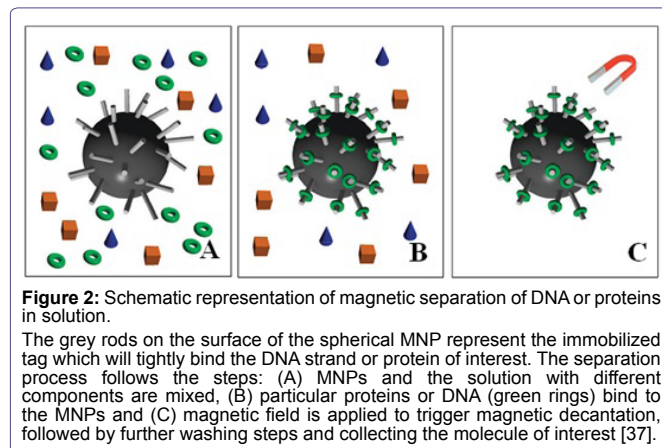 A
B
C
Figure 2: Schematic representation of magnetic separation of DNA or proteins
in solution.
The grey rods on the surface of the spherical MNP represent the immobilized
tag which will tightly bind the DNA strand or protein of interest. The separation
process follows the steps: (A) MNPs and the solution with different
components are mixed, (B) particular proteins or DNA (green rings) bind to
the MNPs and (C) magnetic field is applied to trigger magnetic decantation,
followed by further washing steps and collecting the molecule of interest [37].